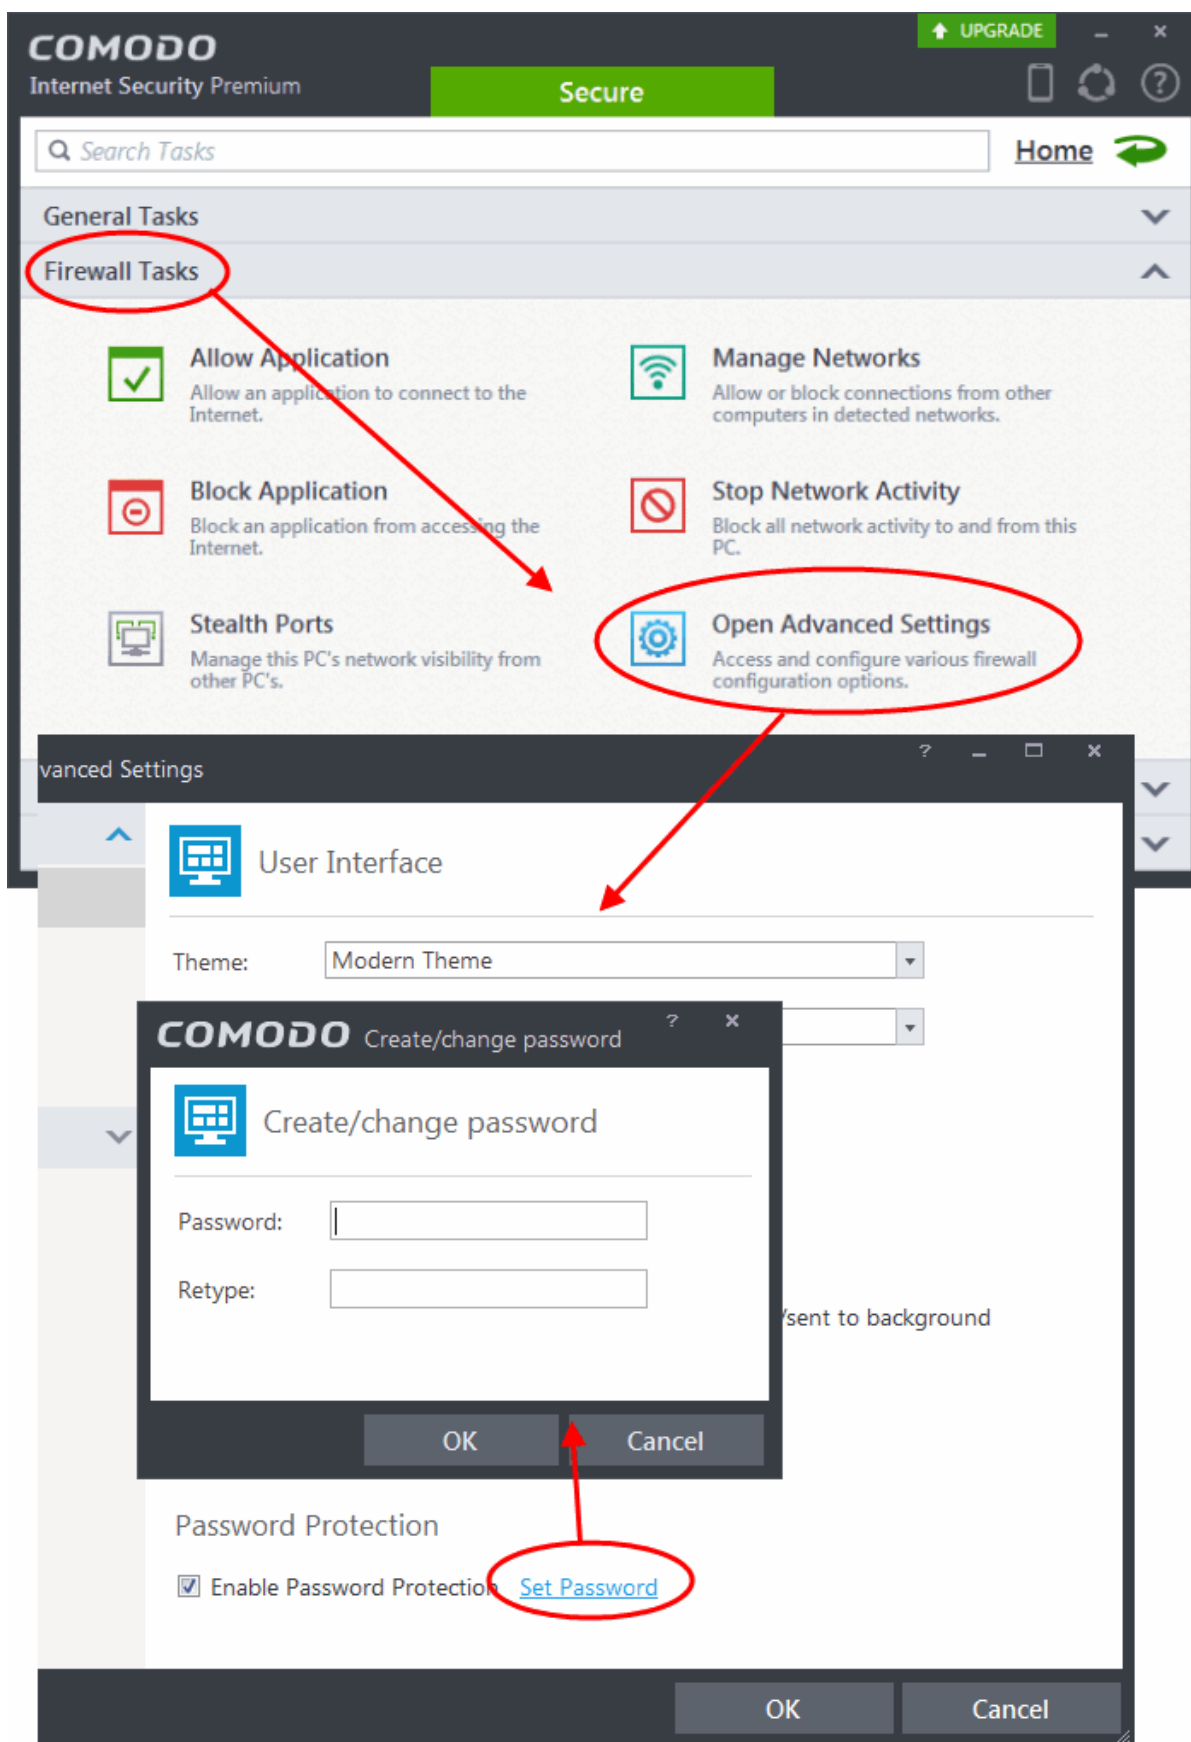 UPGRADE
COMODO
Internet Security Premium
Secure
Search Tasks
Home
General Tasks
Firewall Tasks
Allow Application
Allow an application to connect to the
Internet.
Manage Networks
Allow or block connections from other
computers in detected networks.
Block Application
Block an application from accessing the
Internet.
Stop Network Activity
Block all network activity to and from this
PC.
Stealth Ports
Manage this PC's network visibility from
other PC's.
Open Advanced Settings
Access and configure various firewall
configuration options.
vanced Settings
User Interface
Theme:
Modern Theme
COMODO Create/change password
Create/change password
Password:
Retype:
/sent to background
OK
Cancel
Password Protection
Enable Password Protection
Set Password
OK
Cancel